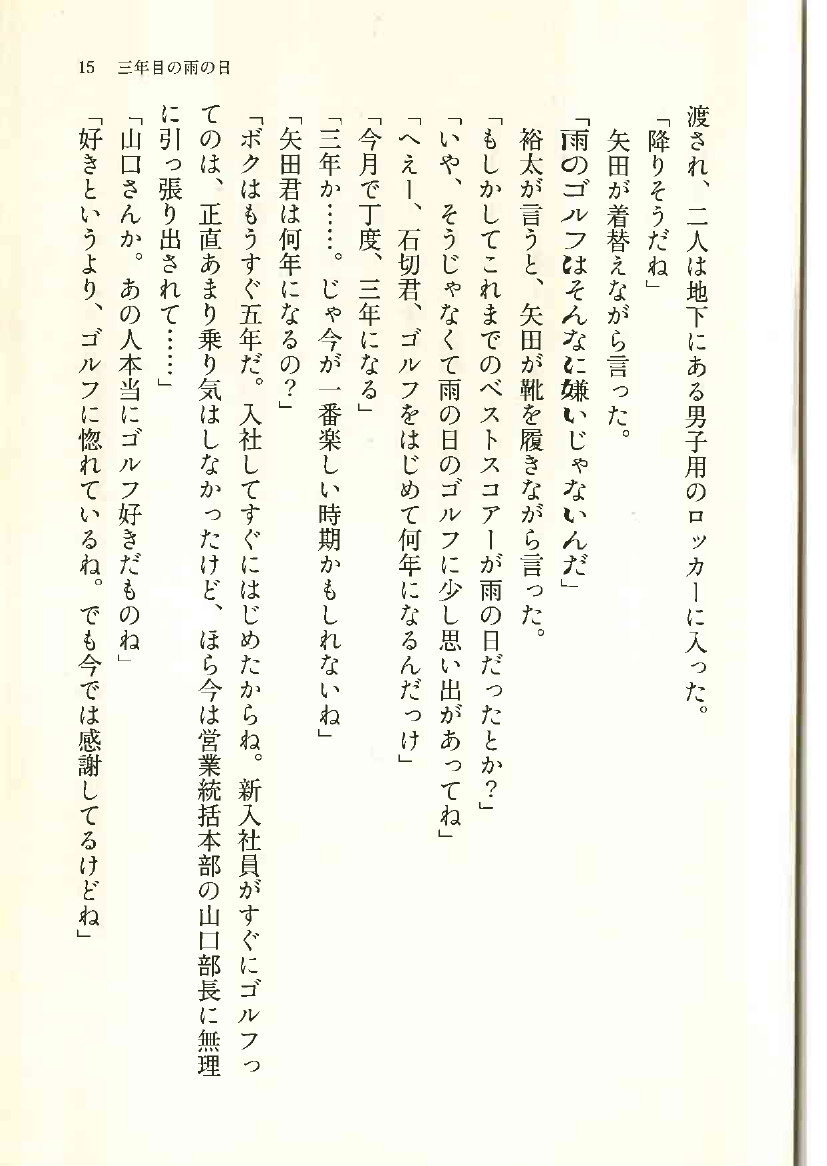 15 三年目の雨の日
渡され、二人は地下にある男子用のロッカーに入った。
「降りそうだね」
矢田が着替えながら言った。
「雨のゴルフはそんなに嫌いじゃないんだ」
裕太が言うと、矢田が靴を履きながら言った。
「もしかしてこれまでのベストスコアーが雨の日だったとか？」
「いや、そうじゃなくて雨の日のゴルフに少し思い出があってね」
「へえー、石切君、ゴルフをはじめて何年になるんだっけ」
「今月で丁度、三年になる」
「三年か……。じゃ今が一番楽しい時期かもしれないね」
「矢田君は何年になるの？」
「ボクはもうすぐ五年だ。入社してすぐにはじめたからね。新入社員がすぐにゴルフっ
てのは、正直あまり乗り気はしなかったけど、ほら今は営業統括本部の山口部長に無理
に引っ張り出されて……」
「山口さんか。あの人本当にゴルフ好きだものね」
「好きというより、ゴルフに惚れているね。でも今では感謝してるけどね」